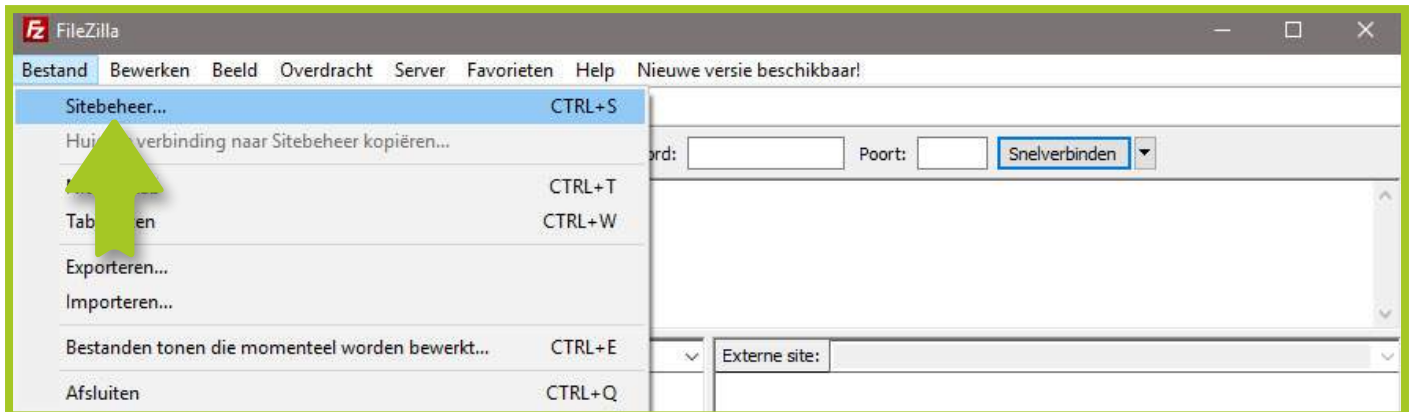 Fz FileZilla
Bestand Bewerken Beeld Overdracht Server Favorieten Help Nieuwe versie beschikbaar!
Sitebeheer... CTRL+S
verbinding naar Sitebeheer kopiëren...
Poort: Snelverbinden
CTRL+T
CTRL+W
Exporteren...
Importeren...
Bestanden tonen die momenteel worden bewerkt... CTRL+E
Externe site:
Afsluiten CTRL+Q